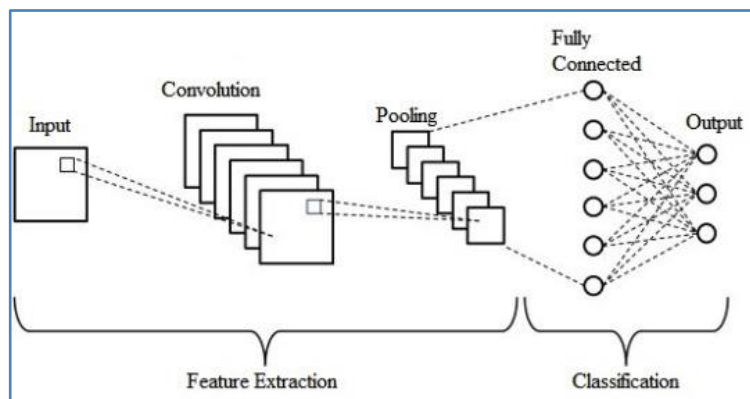 Input
Convolution
Pooling
Fully
Connected
Output
Feature Extraction
Classification